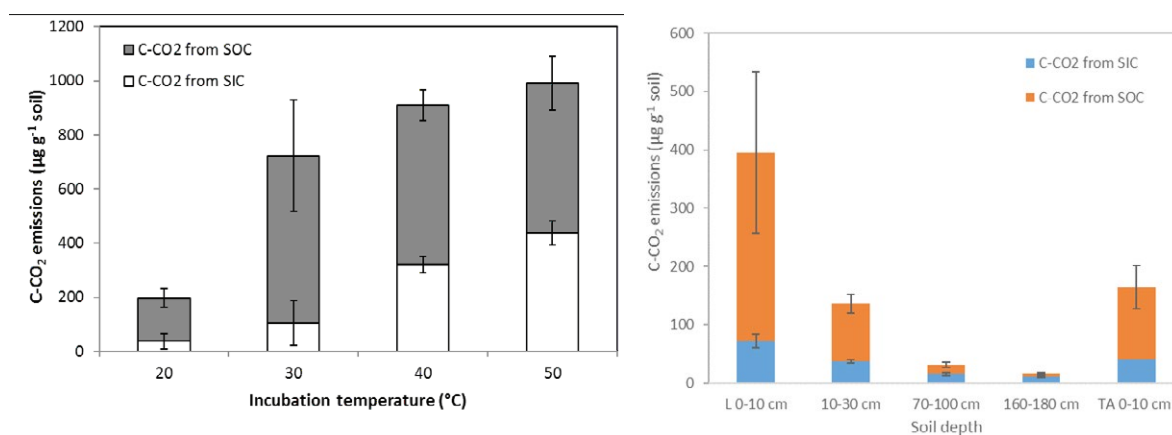 1200
1000
800
600
400
200
0
C-CO₂ emissions (µg g⁻¹ soil)
C-CO2 from SOC
C-CO2 from SIC
20 30 40 50
Incubation temperature (°C)
600
500
400
300
200
100
0
C-CO₂ emissions (µg g⁻¹ soil)
C-CO2 from SIC
C-CO2 from SOC
L 0-10 cm 10-30 cm 70-100 cm 160-180 cm TA 0-10 cm
Soil depth